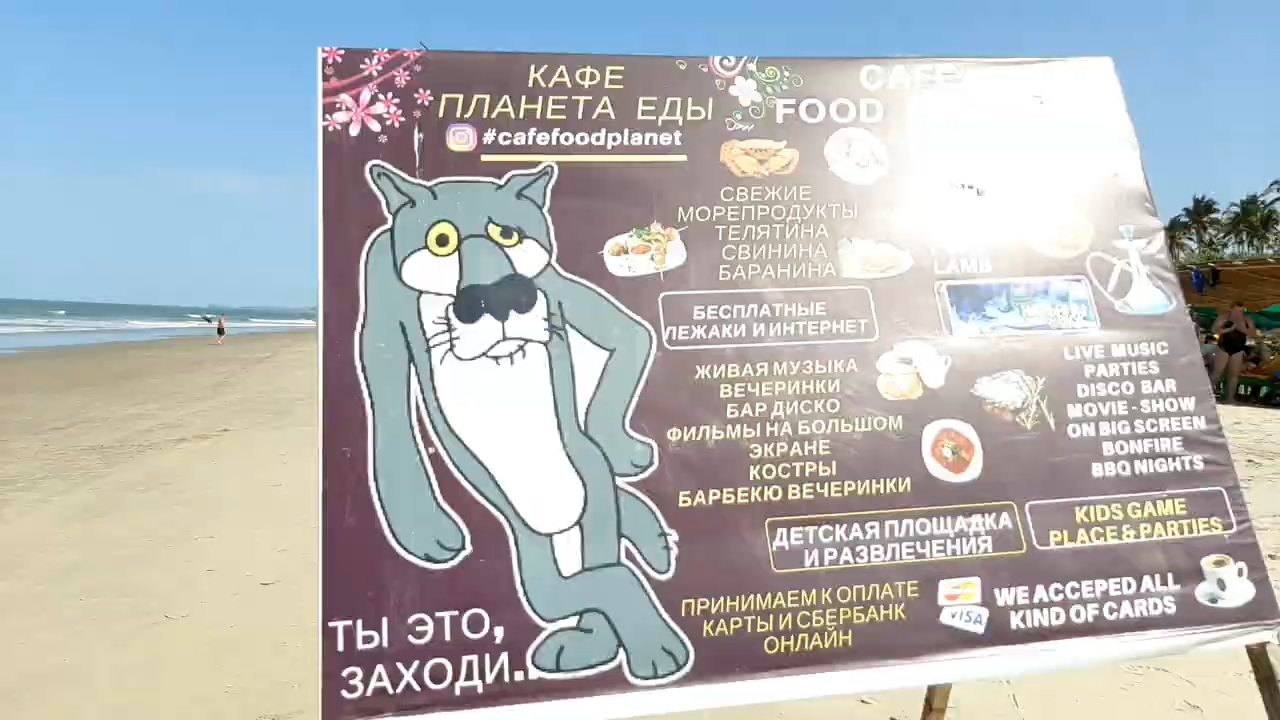 КАФЕ
ПЛАНЕТА ЕДЫ
#cafefoodplanet
CAFE
FOOD
СВЕЖИЕ
МОРЕПРОДУКТЫ
ТЕЛЯТИНА
СВИНИНА
БАРАНИНА
LAMB
БЕСПЛАТНЫЕ
ЛЕЖАКИ И ИНТЕРНЕТ
ЖИВАЯ МУЗЫКА
ВЕЧЕРИНКИ
БАР ДИСКО
ФИЛЬМЫ НА БОЛЬШОМ
ЭКРАНЕ
КОСТРЫ
БАРБЕКЮ ВЕЧЕРИНКИ
LIVE MUSIC
PARTIES
DISCO BAR
MOVIE - SHOW
ON BIG SCREEN
BONFIRE
BBQ NIGHTS
ДЕТСКАЯ ПЛОЩАДКА
И РАЗВЛЕЧЕНИЯ
KIDS GAME
PLACE & PARTIES
ПРИНИМАЕМ К ОПЛАТЕ
КАРТЫ И СБЕРБАНК
ОНЛАЙН
VISA
WE ACCEPED ALL
KIND OF CARDS
ТЫ ЭТО,
ЗАХОДИ..